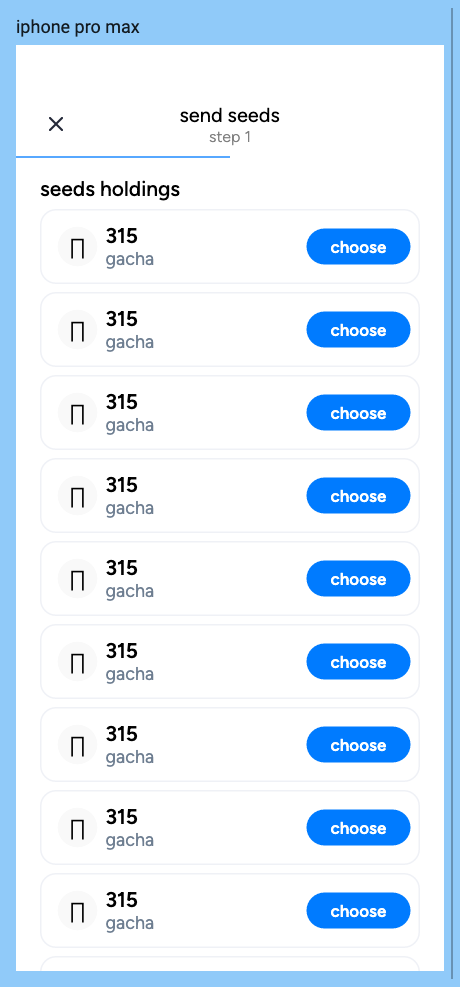 iphone pro max
send seeds
step 1
seeds holdings
∏
315
gacha
choose
∏
315
gacha
choose
∏
315
gacha
choose
∏
315
gacha
choose
∏
315
gacha
choose
∏
315
gacha
choose
∏
315
gacha
choose
∏
315
gacha
choose
∏
315
gacha
choose